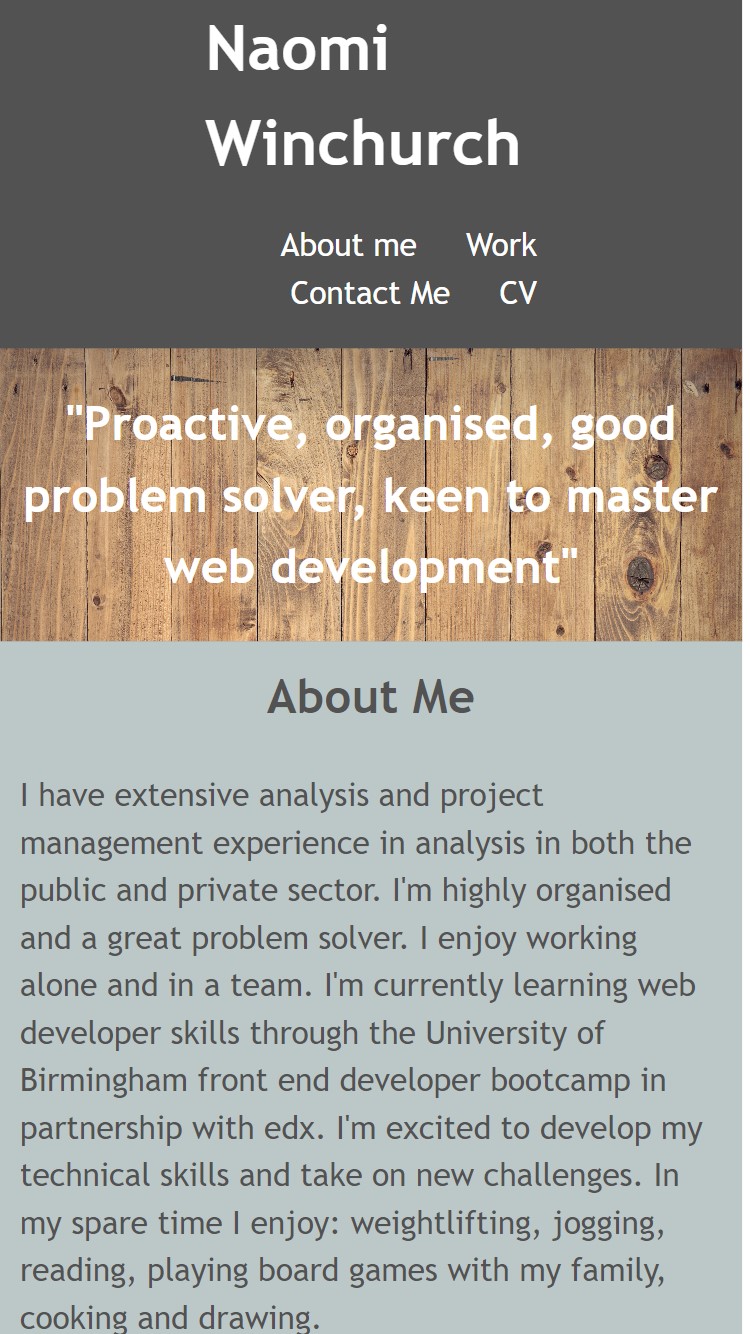 Naomi
Winchurch
About me Work
Contact Me CV
"Proactive, organised, good
problem solver, keen to master
web development"
About Me
I have extensive analysis and project
management experience in analysis in both the
public and private sector. I'm highly organised
and a great problem solver. I enjoy working
alone and in a team. I'm currently learning web
developer skills through the University of
Birmingham front end developer bootcamp in
partnership with edx. I'm excited to develop my
technical skills and take on new challenges. In
my spare time I enjoy: weightlifting, jogging,
reading, playing board games with my family,
cooking and drawing.